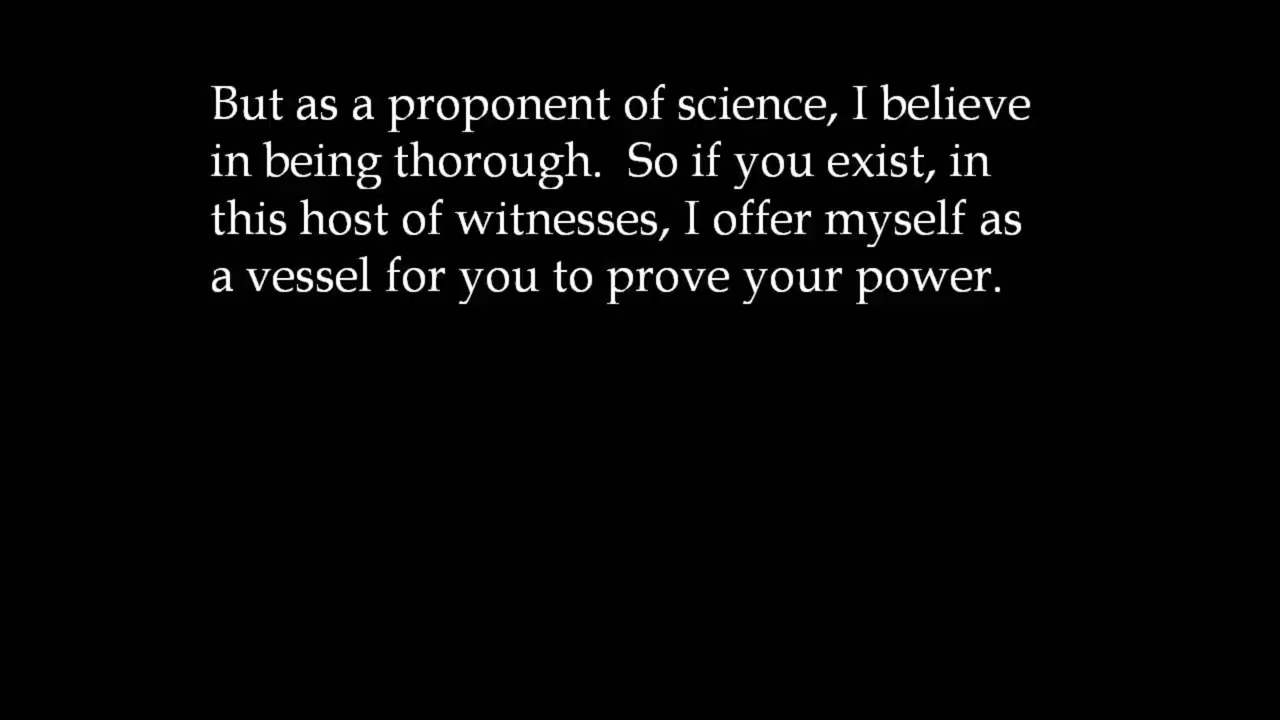 But as a proponent of science, I believe
in being thorough.  So if you exist, in
this host of witnesses, I offer myself as
a vessel for you to prove your power.